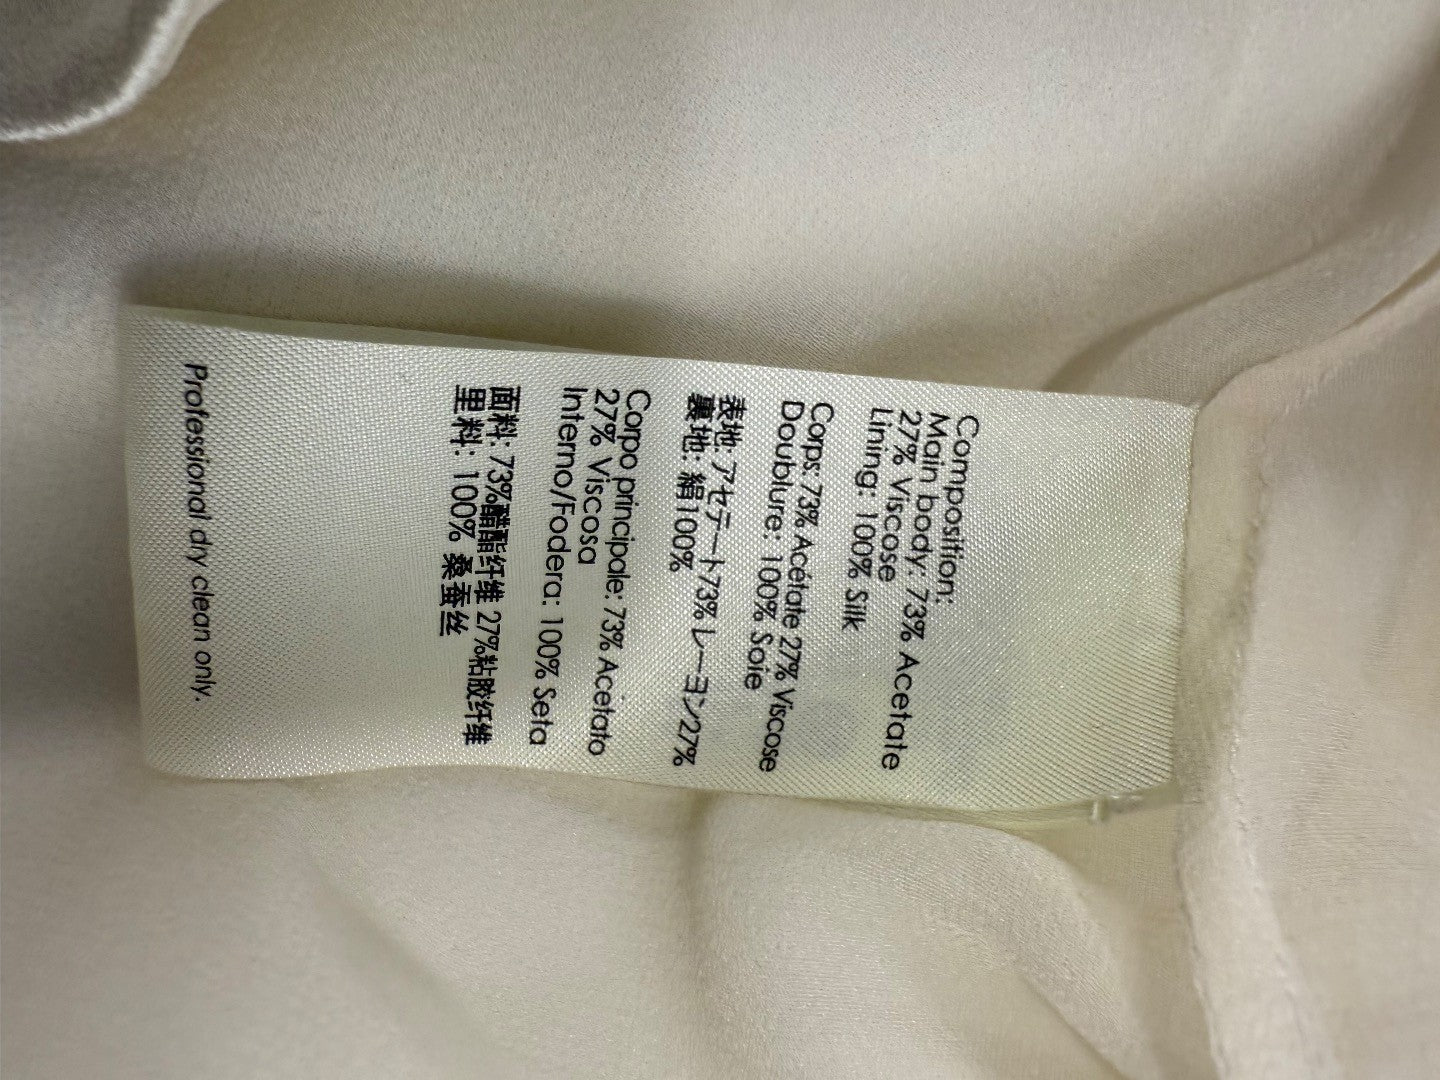 Composition:
Main body: 73% Acetate
27% Viscose
Lining: 100% Silk
Corps: 73% Acétate 27% Viscose
Doublure: 100% Soie
表地: アセテート73% レーヨン27%
裏地: 絹100%
Corpo principale: 73% Acetato
27% Viscosa
Interno/Fodera: 100% Seta
面料: 73%醋酯纤维 27%粘胶纤维
里料: 100% 桑蚕丝
Professional dry clean only.